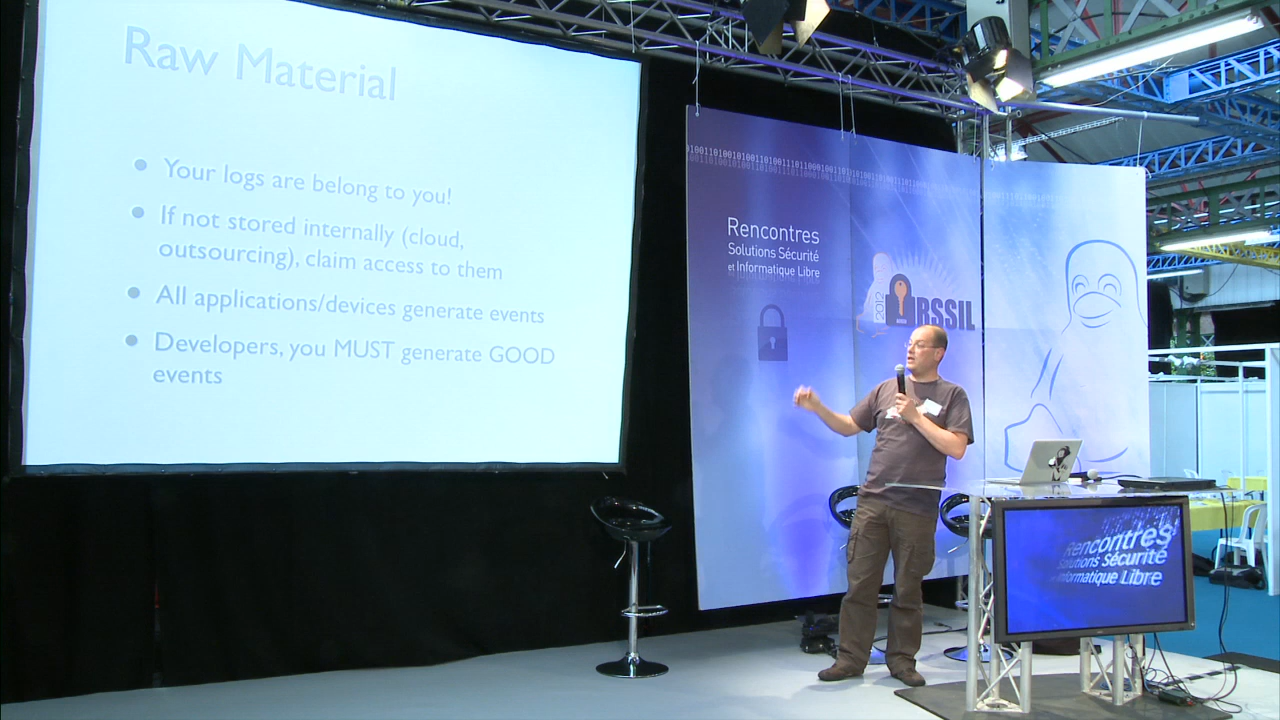 Raw Material
Your logs are belong to you!
If not stored internally (cloud,
outsourcing), claim access to them
All applications/devices generate events
Developers, you MUST generate GOOD
events
Rencontres
Solutions Sécurité
et Informatique Libre
2012
RSSIL
Rencontres
Solutions Sécurité
et Informatique Libre